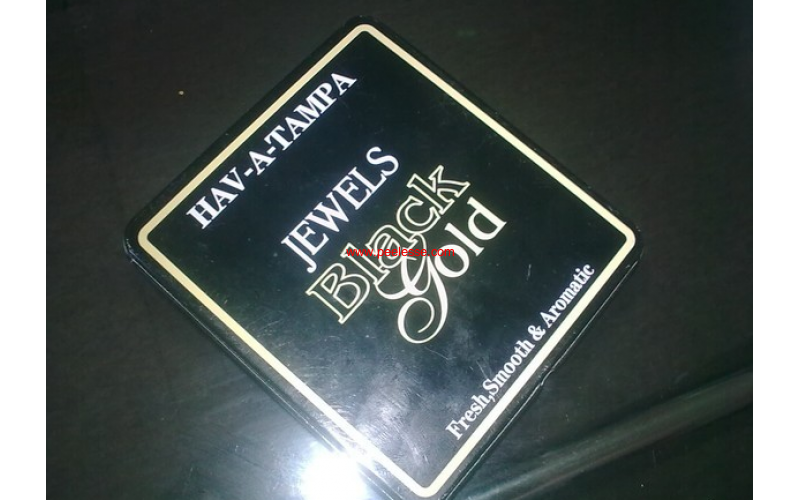 HAV-A-TAMPA
JEWELS
Black
Gold
Fresh,Smooth & Aromatic